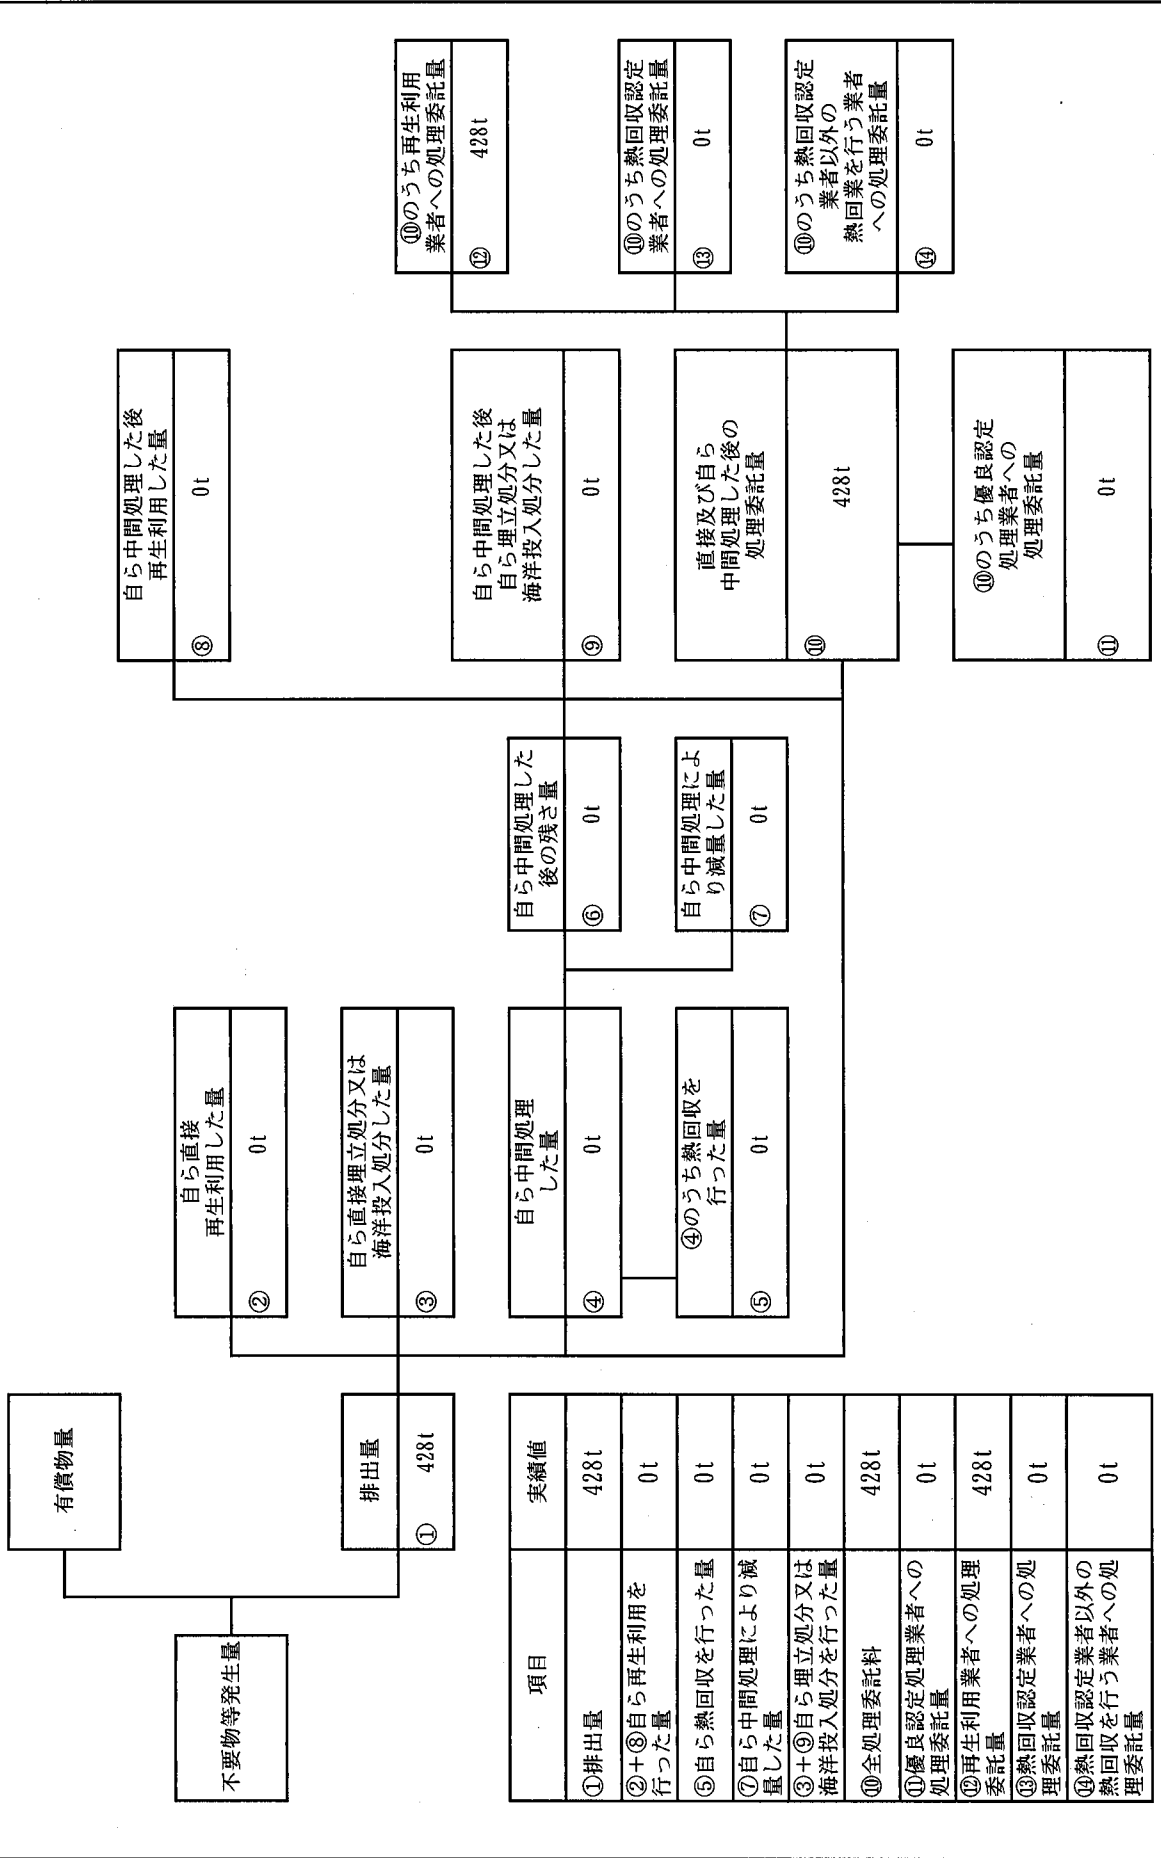 有償物量
不要物等発生量
排出量
① 428t
自ら直接
再生利用した量
② 0t
自ら直接埋立処分又は
海洋投入処分した量
③ 0t
自ら中間処理
した量
④ 0t
④のうち熱回収を
行った量
⑤ 0t
自ら中間処理した
後の残さ量
⑥ 0t
自ら中間処理によ
り減量した量
⑦ 0t
自ら中間処理した後
再生利用した量
⑧ 0t
自ら中間処理した後
自ら埋立処分又は
海洋投入処分した量
⑨ 0t
直接及び自ら
中間処理した後の
処理委託量
⑩ 428t
⑩のうち優良認定
処理業者への
処理委託量
⑪ 0t
⑩のうち再生利用
業者への処理委託量
⑫ 428t
⑩のうち熱回収認定
業者への処理委託量
⑬ 0t
⑩のうち熱回収認定
業者以外の
熱回業を行う業者
への処理委託量
⑭ 0t
項目 実績値
①排出量 428t
②+⑧自ら再生利用を
行った量 0t
⑤自ら熱回収を行った量 0t
⑦自ら中間処理により減
量した量 0t
③+⑨自ら埋立処分又は
海洋投入処分を行った量 0t
⑩全処理委託料 428t
⑪優良認定処理業者への
処理委託量 0t
⑫再生利用業者への処理
委託量 428t
⑬熱回収認定業者への処
理委託量 0t
⑭熱回収認定業者以外の
熱回収を行う業者への処
理委託量 0t